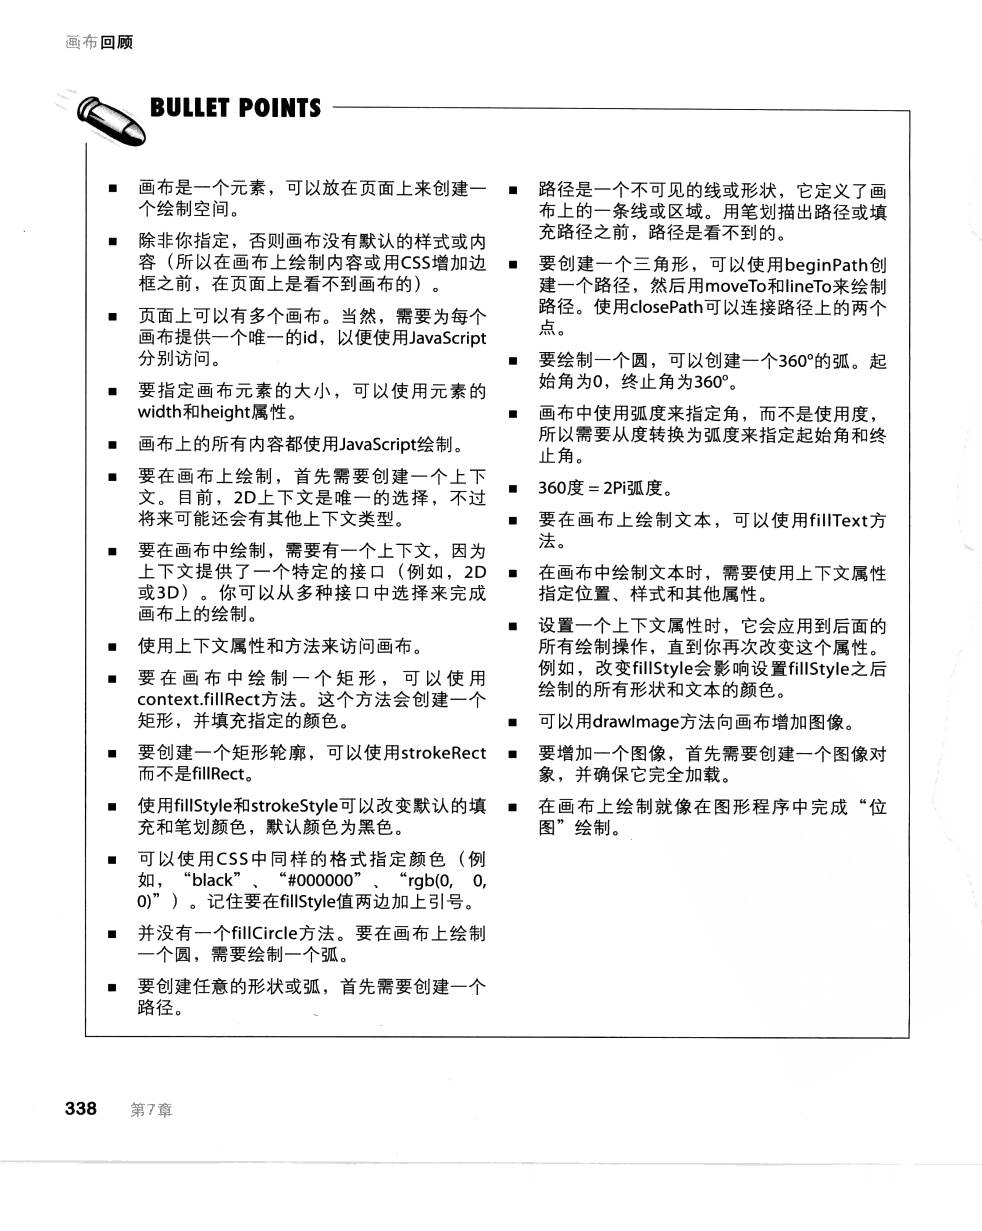 画布回顾
BULLET POINTS
■ 画布是一个元素，可以放在页面上来创建一
个绘制空间。
■ 除非你指定，否则画布没有默认的样式或内
容（所以在画布上绘制内容或用CSS增加边
框之前，在页面上是看不到画布的）。
■ 页面上可以有多个画布。当然，需要为每个
画布提供一个唯一的id，以便使用JavaScript
分别访问。
■ 要指定画布元素的大小，可以使用元素的
width和height属性。
■ 画布上的所有内容都使用JavaScript绘制。
■ 要在画布上绘制，首先需要创建一个上下
文。目前，2D上下文是唯一的选择，不过
将来可能还会有其他上下文类型。
■ 要在画布中绘制，需要有一个上下文，因为
上下文提供了一个特定的接口（例如，2D
或3D）。你可以从多种接口中选择来完成
画布上的绘制。
■ 使用上下文属性和方法来访问画布。
■ 要在画布中绘制一个矩形，可以使用
context.fillRect方法。这个方法会创建一个
矩形，并填充指定的颜色。
■ 要创建一个矩形轮廓，可以使用strokeRect
而不是fillRect。
■ 使用fillStyle和strokeStyle可以改变默认的填
充和笔划颜色，默认颜色为黑色。
■ 可以使用CSS中同样的格式指定颜色（例
如，“black”、“#000000”、“rgb(0, 0,
0)”）。记住要在fillStyle值两边加上引号。
■ 并没有一个fillCircle方法。要在画布上绘制
一个圆，需要绘制一个弧。
■ 要创建任意的形状或弧，首先需要创建一个
路径。
■ 路径是一个不可见的线或形状，它定义了画
布上的一条线或区域。用笔划描出路径或填
充路径之前，路径是看不到的。
■ 要创建一个三角形，可以使用beginPath创
建一个路径，然后用moveTo和lineTo来绘制
路径。使用closePath可以连接路径上的两个
点。
■ 要绘制一个圆，可以创建一个360°的弧。起
始角为0，终止角为360°。
■ 画布中使用弧度来指定角，而不是使用度，
所以需要从度转换为弧度来指定起始角和终
止角。
■ 360度 = 2Pi弧度。
■ 要在画布上绘制文本，可以使用fillText方
法。
■ 在画布中绘制文本时，需要使用上下文属性
指定位置、样式和其他属性。
■ 设置一个上下文属性时，它会应用到后面的
所有绘制操作，直到你再次改变这个属性。
例如，改变fillStyle会影响设置fillStyle之后
绘制的所有形状和文本的颜色。
■ 可以用drawImage方法向画布增加图像。
■ 要增加一个图像，首先需要创建一个图像对
象，并确保它完全加载。
■ 在画布上绘制就像在图形程序中完成“位
图”绘制。
338 第7章